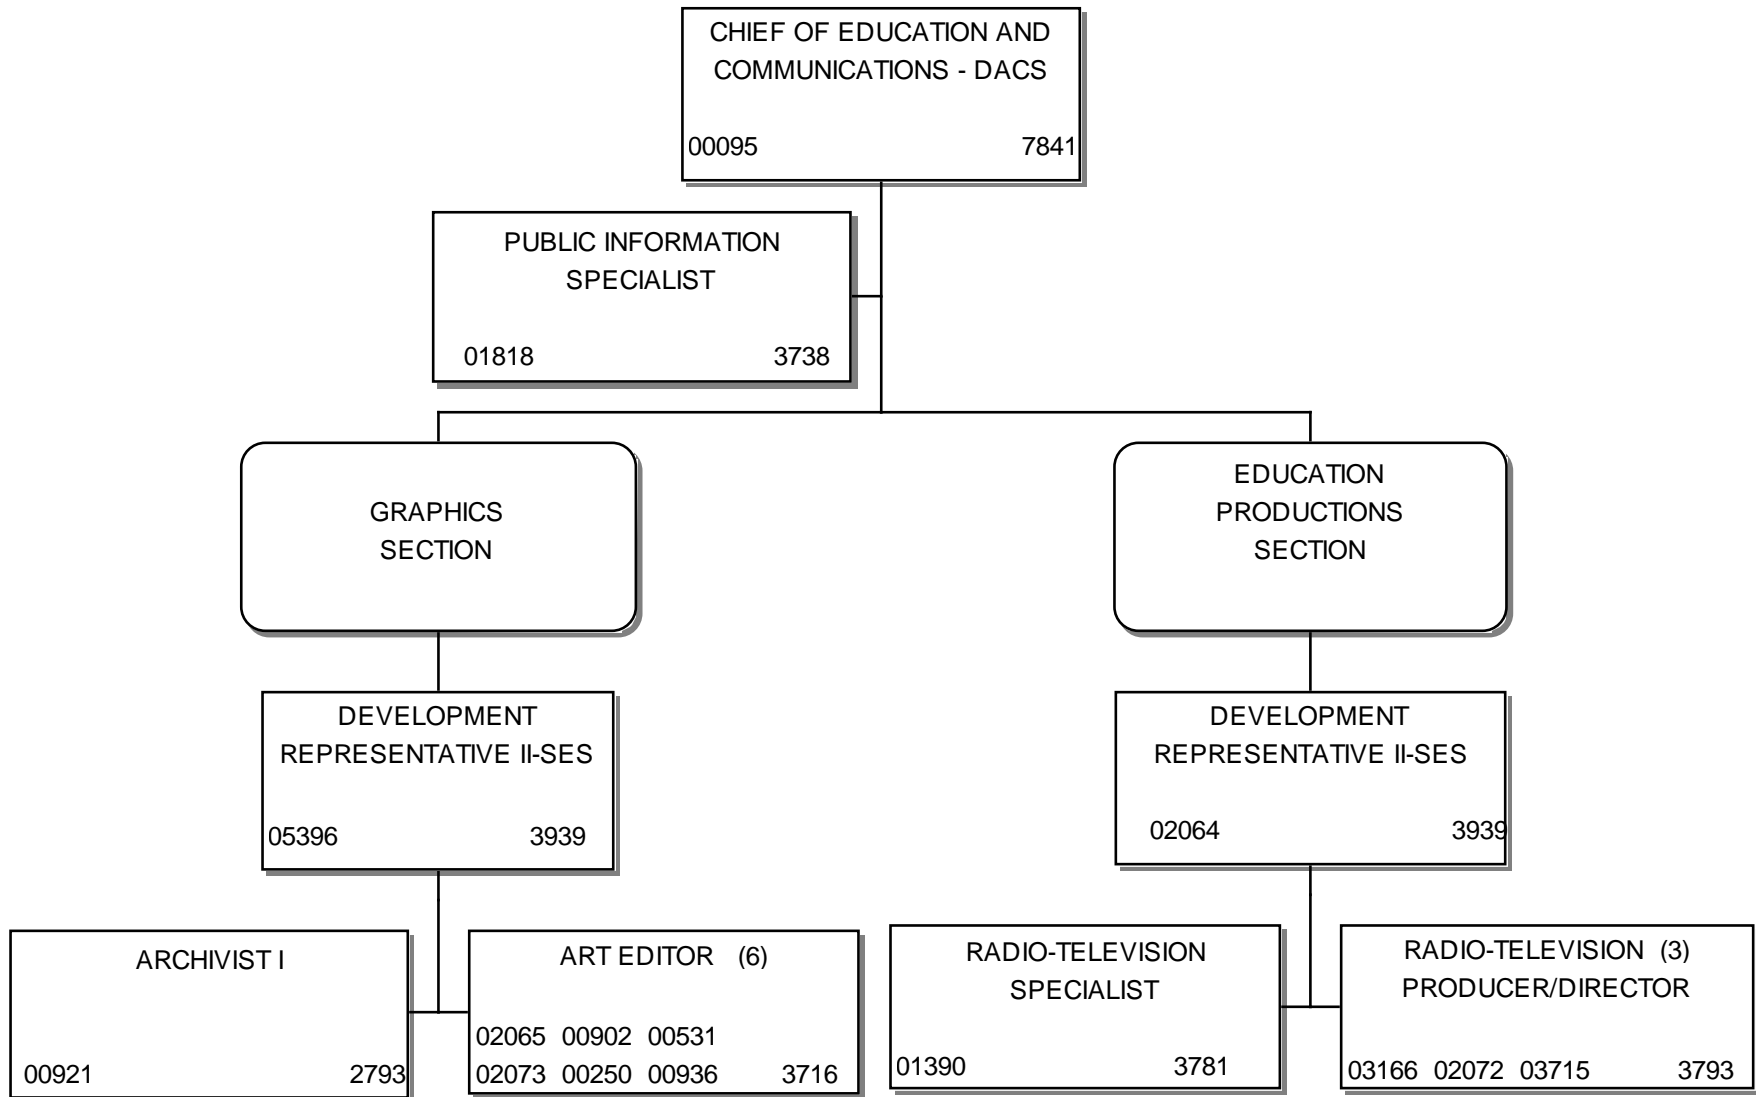 CHIEF OF EDUCATION AND
COMMUNICATIONS - DACS
00095 7841
PUBLIC INFORMATION
SPECIALIST
01818 3738
GRAPHICS
SECTION
EDUCATION
PRODUCTIONS
SECTION
DEVELOPMENT
REPRESENTATIVE II-SES
05396 3939
DEVELOPMENT
REPRESENTATIVE II-SES
02064 3939
ARCHIVIST I
00921 2793
ART EDITOR (6)
02065 00902 00531
02073 00250 00936 3716
RADIO-TELEVISION
SPECIALIST
01390 3781
RADIO-TELEVISION (3)
PRODUCER/DIRECTOR
03166 02072 03715 3793